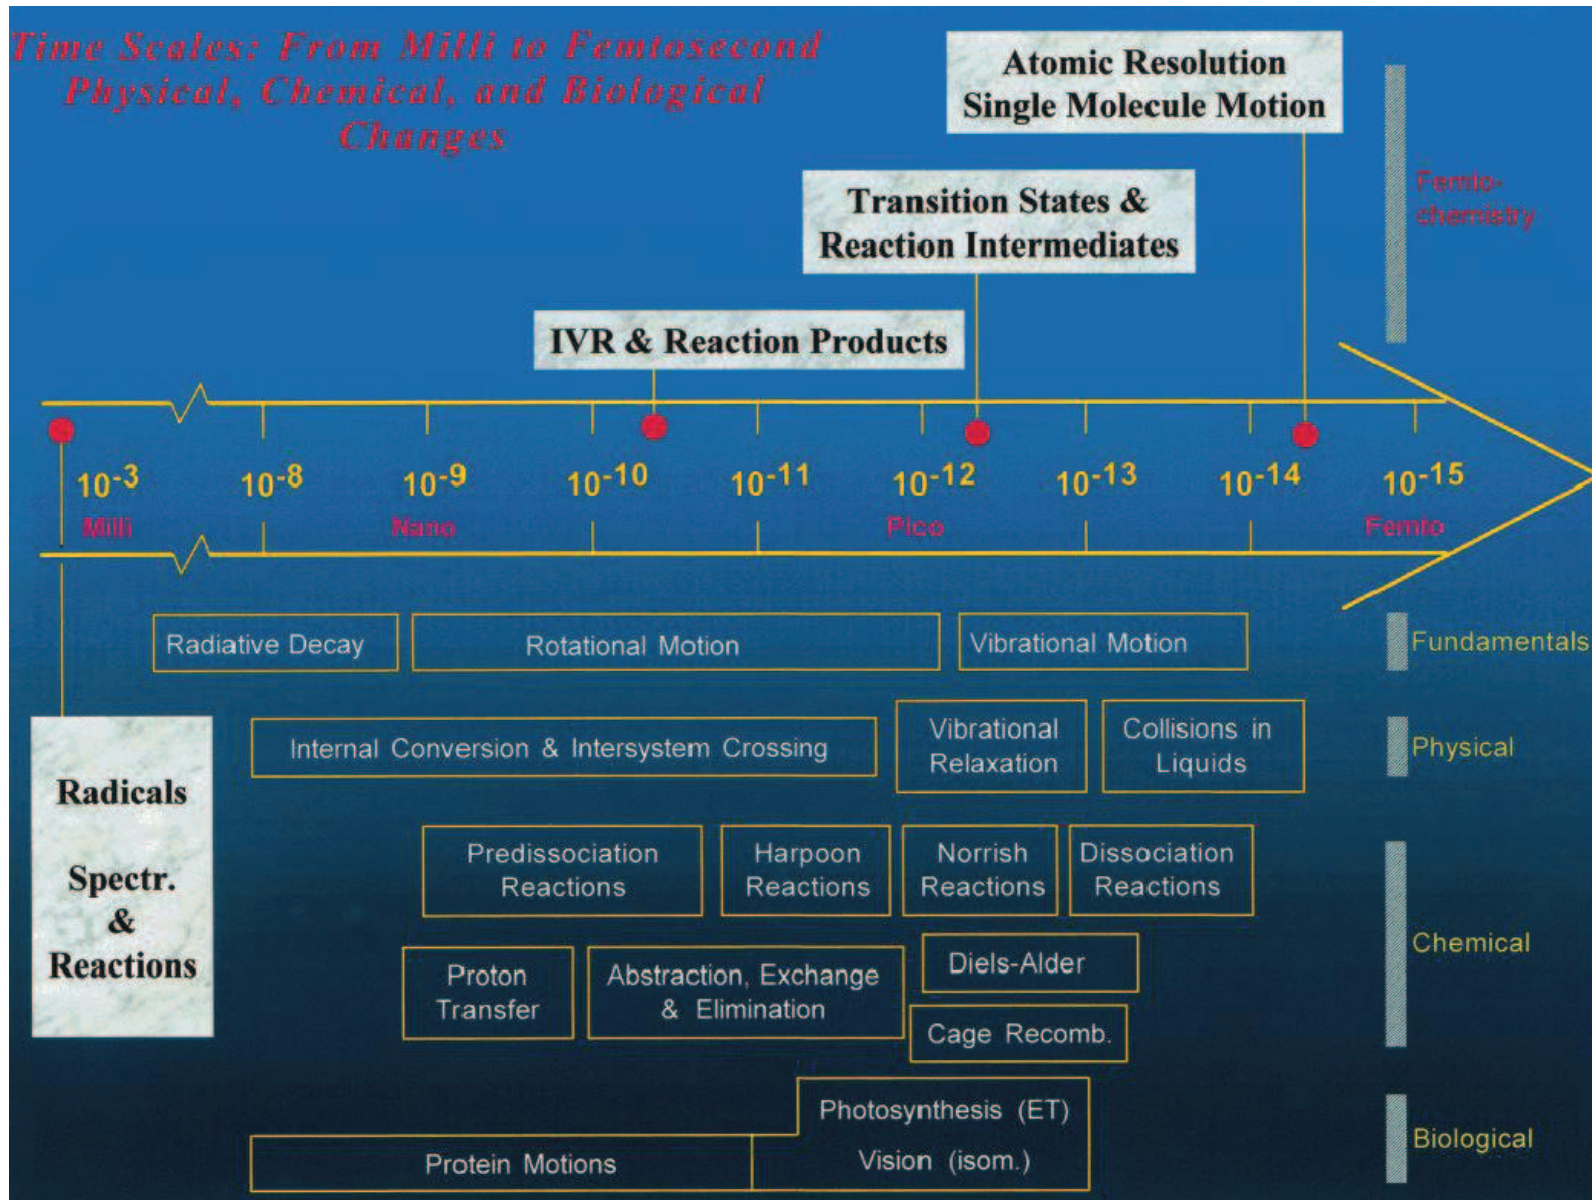 Time Scales: From Milli to Femtosecond
Physical, Chemical, and Biological
Changes
Atomic Resolution
Single Molecule Motion
Femto-
chemistry
Transition States &
Reaction Intermediates
IVR & Reaction Products
10-3 10-8 10-9 10-10 10-11 10-12 10-13 10-14 10-15
Milli Nano Pico Femto
Radiative Decay Rotational Motion Vibrational Motion Fundamentals
Internal Conversion & Intersystem Crossing
Vibrational
Relaxation
Collisions in
Liquids
Physical
Radicals
Spectr.
&
Reactions
Predissociation
Reactions
Harpoon
Reactions
Norrish
Reactions
Dissociation
Reactions
Chemical
Proton
Transfer
Abstraction, Exchange
& Elimination
Diels-Alder
Cage Recomb.
Photosynthesis (ET)
Vision (isom.)
Protein Motions
Biological